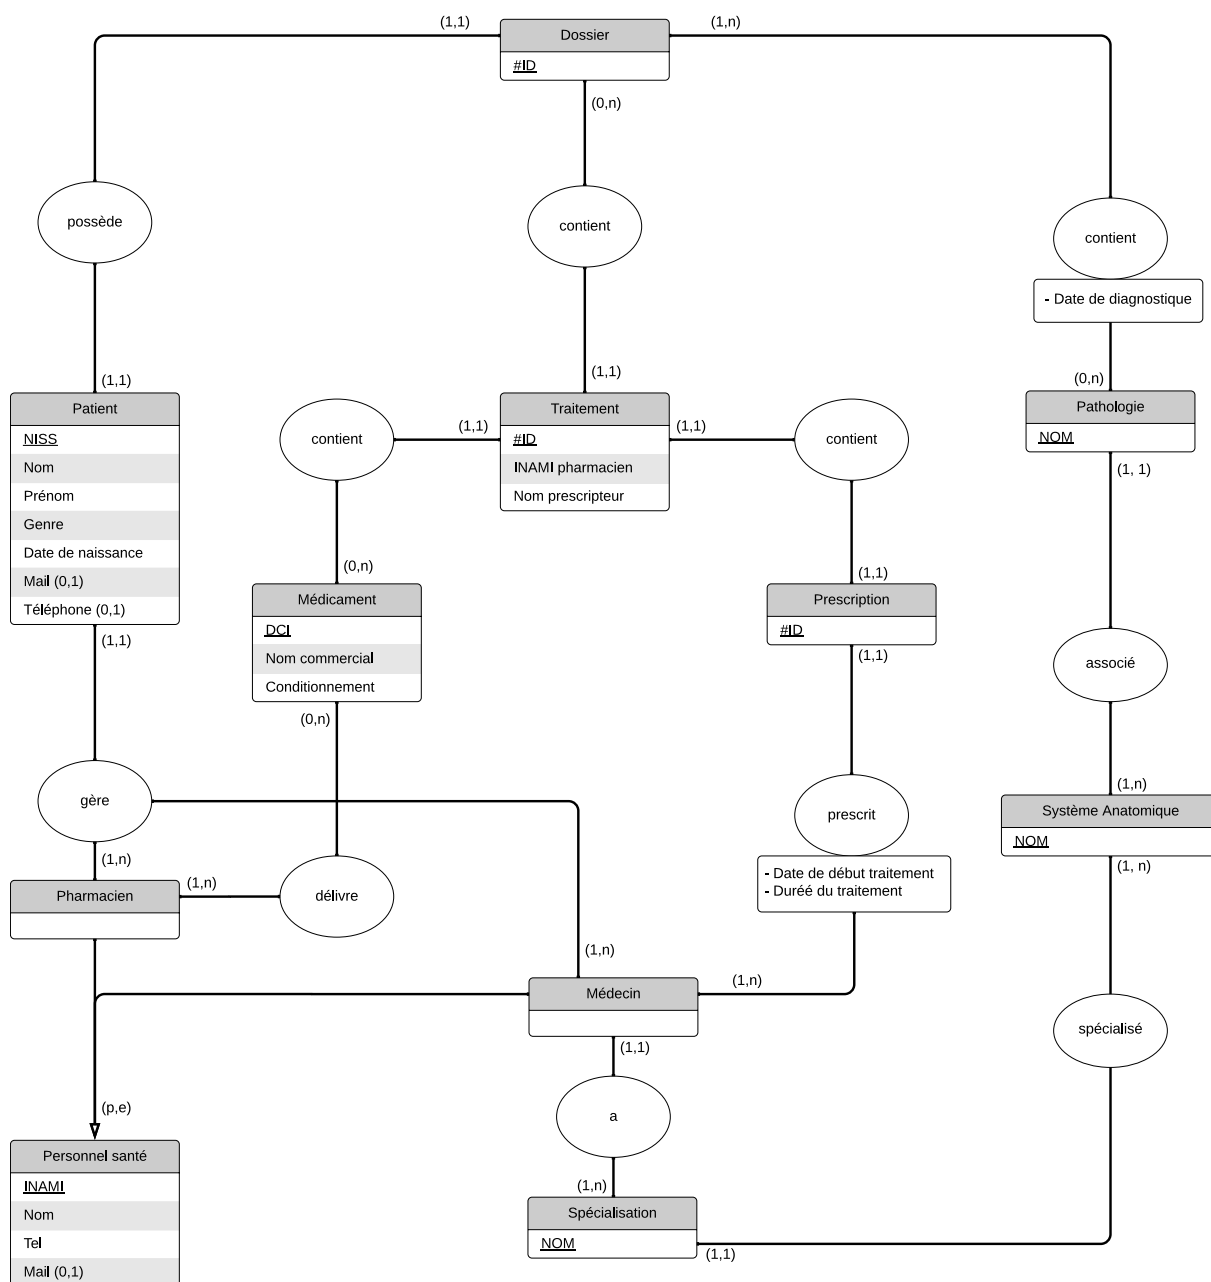 (1,1)
Dossier
(1,n)
#ID
(0,n)
possède
contient
contient
- Date de diagnostique
(1,1)
(1,1)
(0,n)
Patient
NISS
Nom
Prénom
Genre
Date de naissance
Mail (0,1)
Téléphone (0,1)
(1,1)
contient
(1,1)
Traitement
#ID
INAMI pharmacien
Nom prescripteur
(1,1)
contient
Pathologie
NOM
(1, 1)
(0,n)
Médicament
DCI
Nom commercial
Conditionnement
(0,n)
(1,1)
Prescription
#ID
(1,1)
associé
gère
prescrit
- Date de début traitement
- Duréé du traitement
(1,n)
Système Anatomique
NOM
(1, n)
(1,n)
Pharmacien
(1,n)
délivre
(1,n)
Médecin
(1,n)
(1,1)
spécialisé
a
(p,e)
Personnel santé
INAMI
Nom
Tel
Mail (0,1)
(1,n)
Spécialisation
NOM
(1,1)